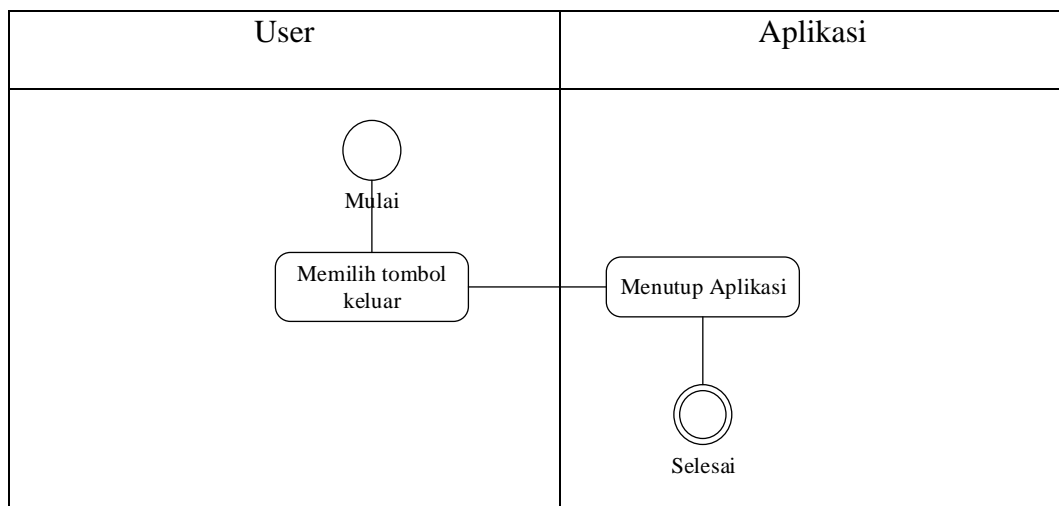 User
Aplikasi
Mulai
Memilih tombol
keluar
Menutup Aplikasi
Selesai